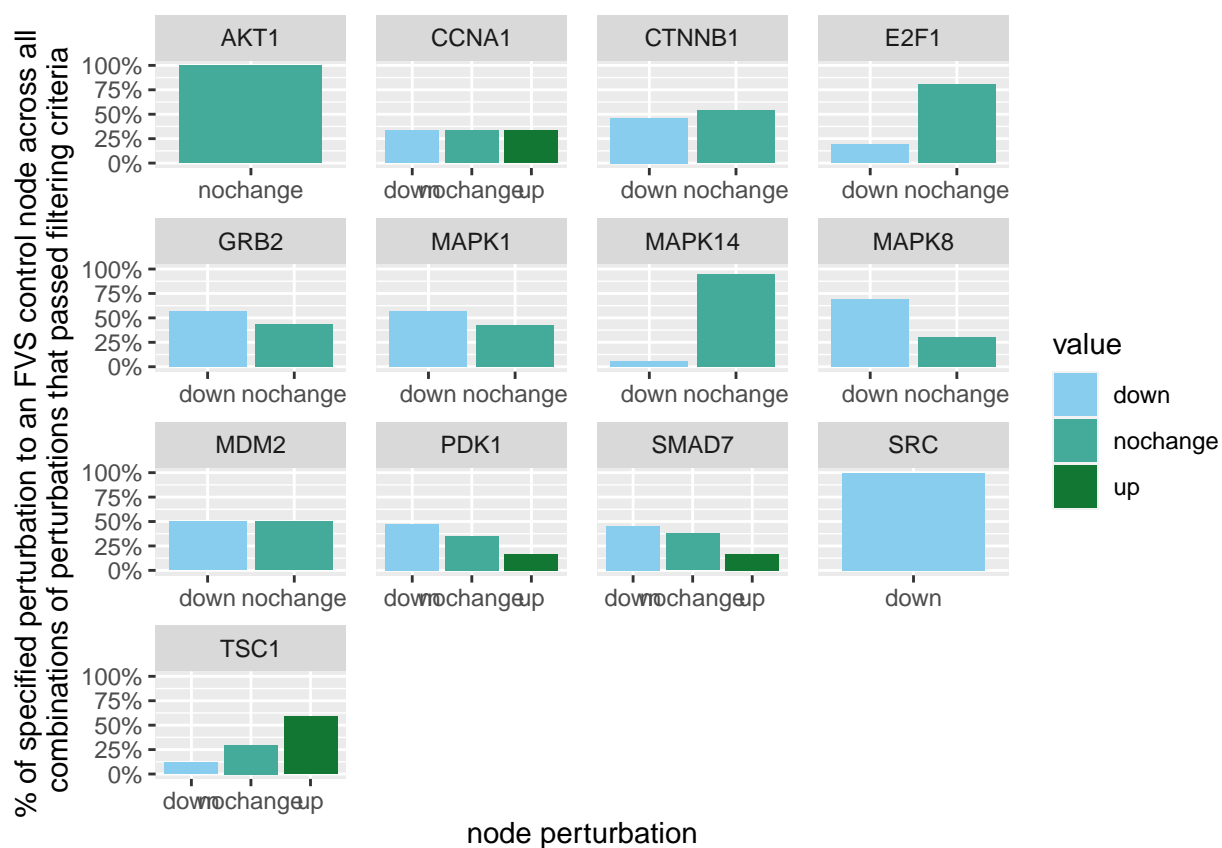 % of specified perturbation to an FVS control node across all
combinations of perturbations that passed filtering criteria
AKT1 CCNA1 CTNNB1 E2F1
100%
75%
50%
25%
0%
nochange down nochange up down nochange down nochange
GRB2 MAPK1 MAPK14 MAPK8
100%
75%
50%
25%
0%
down nochange down nochange down nochange down nochange
MDM2 PDK1 SMAD7 SRC
100%
75%
50%
25%
0%
down nochange down nochange up down nochange up down
TSC1
100%
75%
50%
25%
0%
down nochange up
node perturbation
value
down
nochange
up